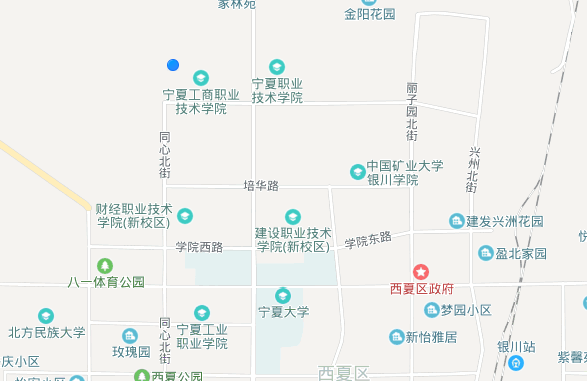 家林苑
金阳花园
宁夏工商职业
技术学院
宁夏职业
技术学院
丽子园北街
同心北街
兴州北街
中国矿业大学
银川学院
培华路
财经职业技术
学院(新校区)
建设职业技术
学院(新校区)
建发兴洲花园
学院西路
学院东路
盈北家园
八一体育公园
西夏区政府
宁夏大学
梦园小区
北方民族大学
宁夏工业
职业学院
同心北街
玫瑰园
新怡雅居
银川站
庆小区
紫馨苑
西夏公园
西夏区